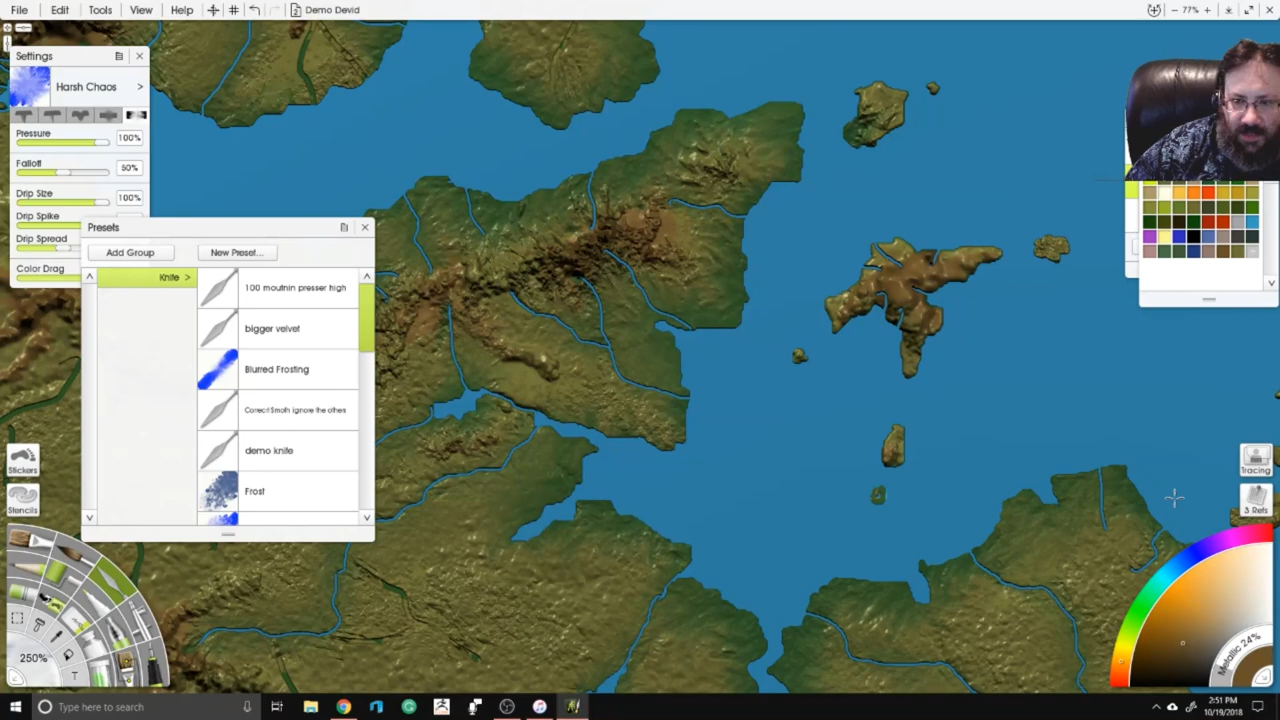 File Edit Tools View Help Demo Devid 77%
Settings
Harsh Chaos >
Pressure 100%
Falloff 50%
Drip Size 100%
Drip Spike
Drip Spread
Color Drag
Presets
Add Group New Preset...
Knife >
100 moutnin presser high
bigger velvet
Blurred Frosting
Correct Smoth ignore the others
demo knife
Frost
Stickers
Stencils
Tracing
3 Refs
250%
T
Metallic 24%
Type here to search
2:51 PM
10/19/2018